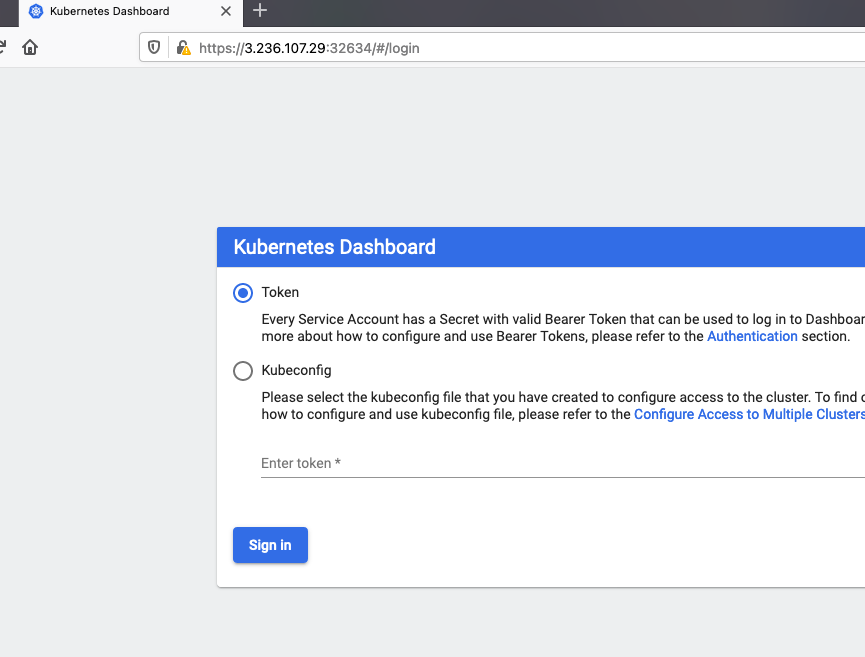 Kubernetes Dashboard
https://3.236.107.29:32634/#/login
Kubernetes Dashboard
Token
Every Service Account has a Secret with valid Bearer Token that can be used to log in to Dashboar
more about how to configure and use Bearer Tokens, please refer to the Authentication section.
Kubeconfig
Please select the kubeconfig file that you have created to configure access to the cluster. To find
how to configure and use kubeconfig file, please refer to the Configure Access to Multiple Clusters
Enter token *
Sign in